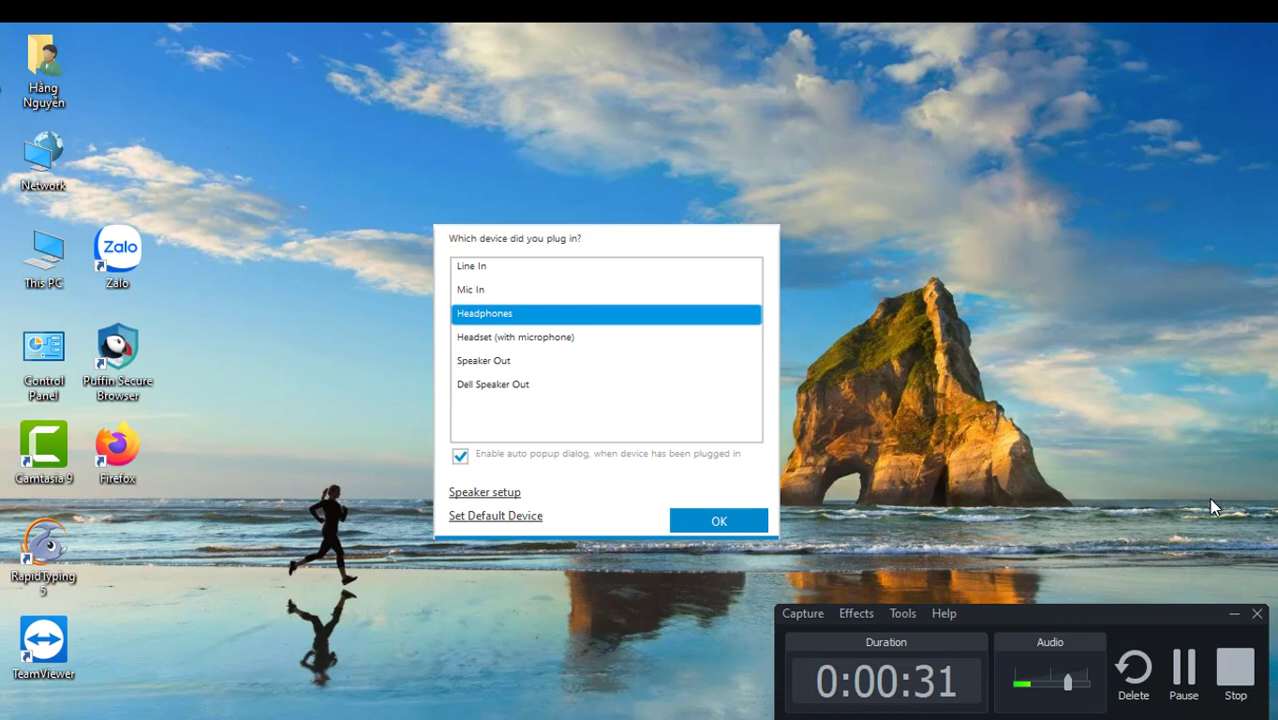 Hằng
Nguyễn
Network
This PC
Zalo
Zalo
Control
Panel
Puffin Secure
Browser
Camtasia 9
Firefox
RapidTyping
5
TeamViewer
Which device did you plug in?
Line In
Mic In
Headphones
Headset (with microphone)
Speaker Out
Dell Speaker Out
Enable auto popup dialog, when device has been plugged in
Speaker setup
Set Default Device
OK
Capture Effects Tools Help
Duration
Audio
0:00:31
Delete
Pause
Stop